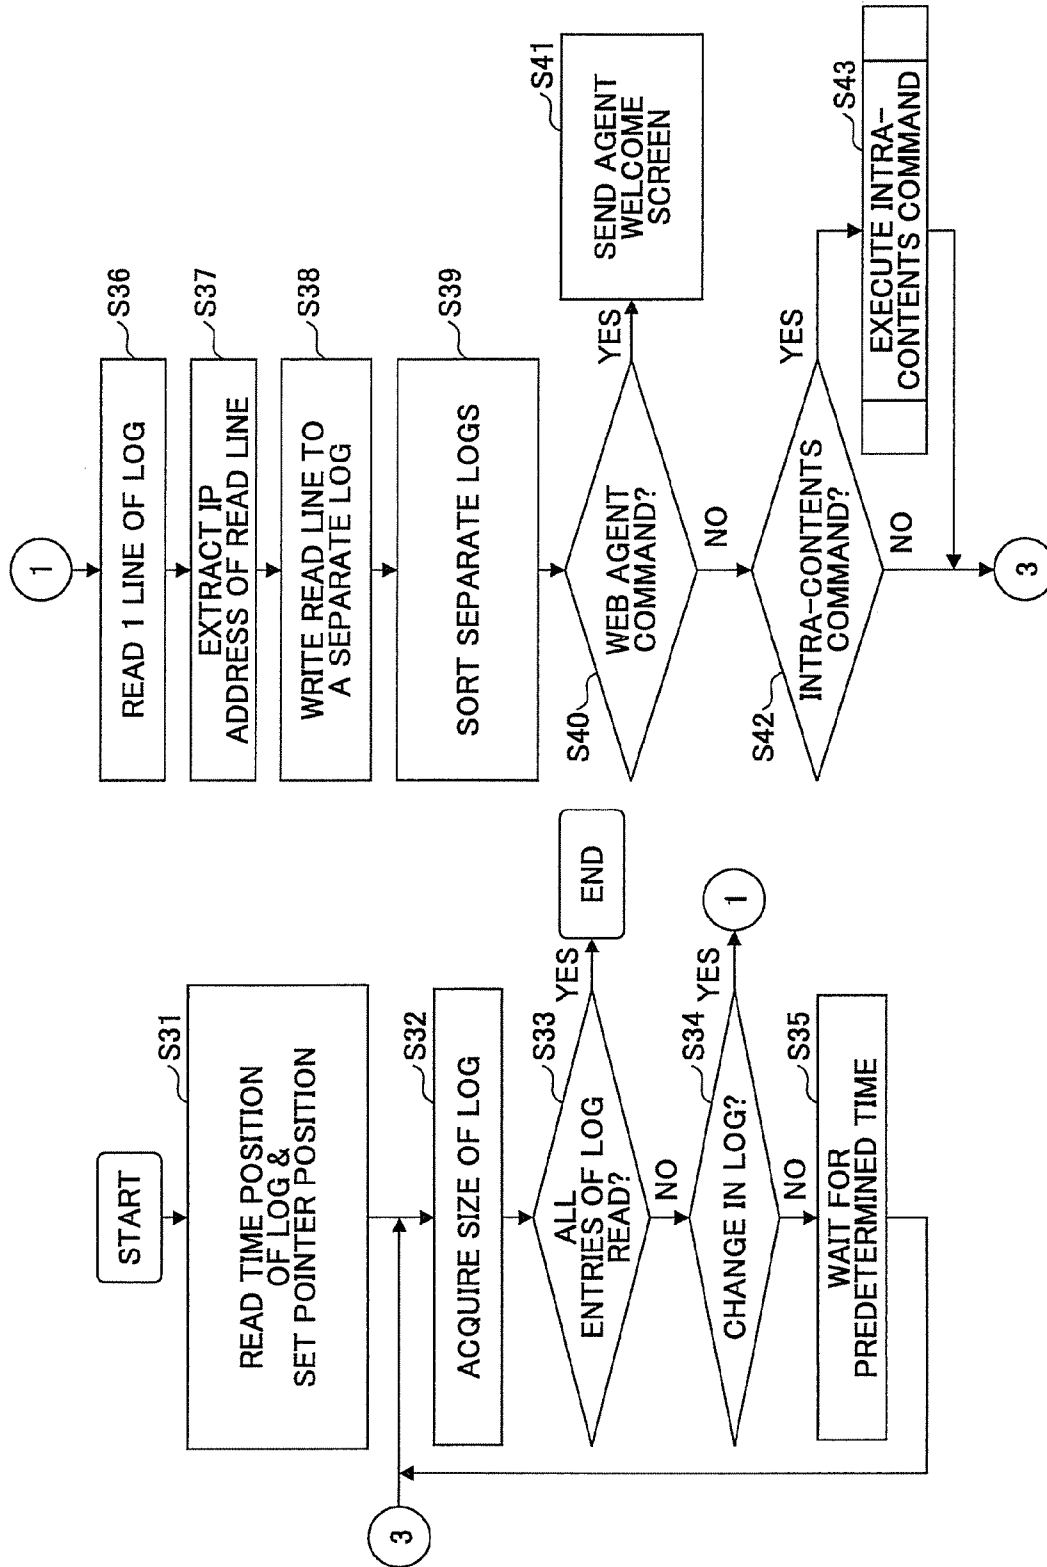 START
READ TIME POSITION
OF LOG &
SET POINTER POSITION
S31
3
ACQUIRE SIZE OF LOG
S32
ALL
ENTRIES OF LOG
READ?
S33
YES
END
NO
CHANGE IN LOG?
S34
YES
1
NO
WAIT FOR
PREDETERMINED TIME
S35
1
READ 1 LINE OF LOG
S36
EXTRACT IP
ADDRESS OF READ LINE
S37
WRITE READ LINE TO
A SEPARATE LOG
S38
SORT SEPARATE LOGS
S39
S40
WEB AGENT
COMMAND?
YES
SEND AGENT
WELCOME
SCREEN
S41
NO
S42
INTRA-CONTENTS
COMMAND?
YES
EXECUTE INTRA-
CONTENTS COMMAND
S43
NO
3